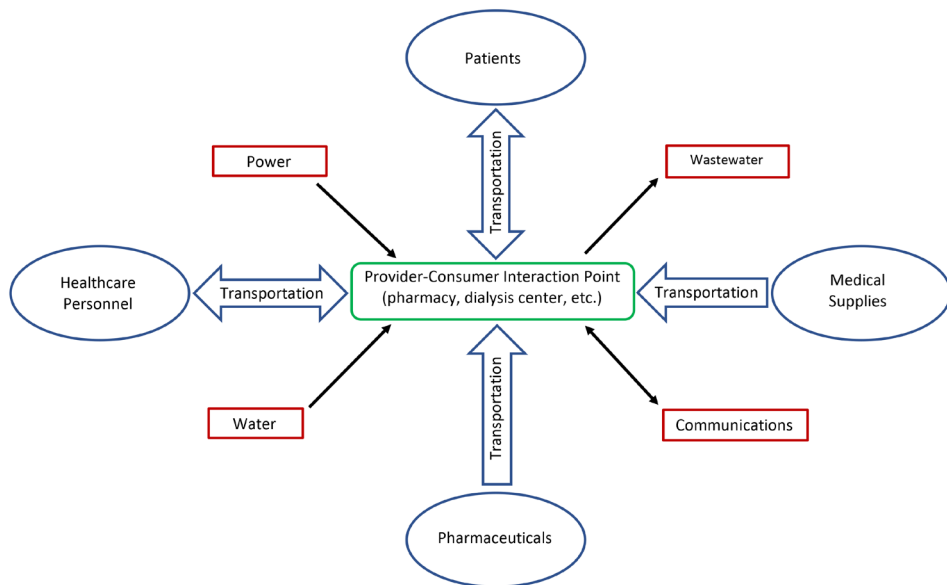 Patients
Transportation
Power
Wastewater
Healthcare
Personnel
Transportation
Provider-Consumer Interaction Point
(pharmacy, dialysis center, etc.)
Transportation
Medical
Supplies
Water
Transportation
Communications
Pharmaceuticals